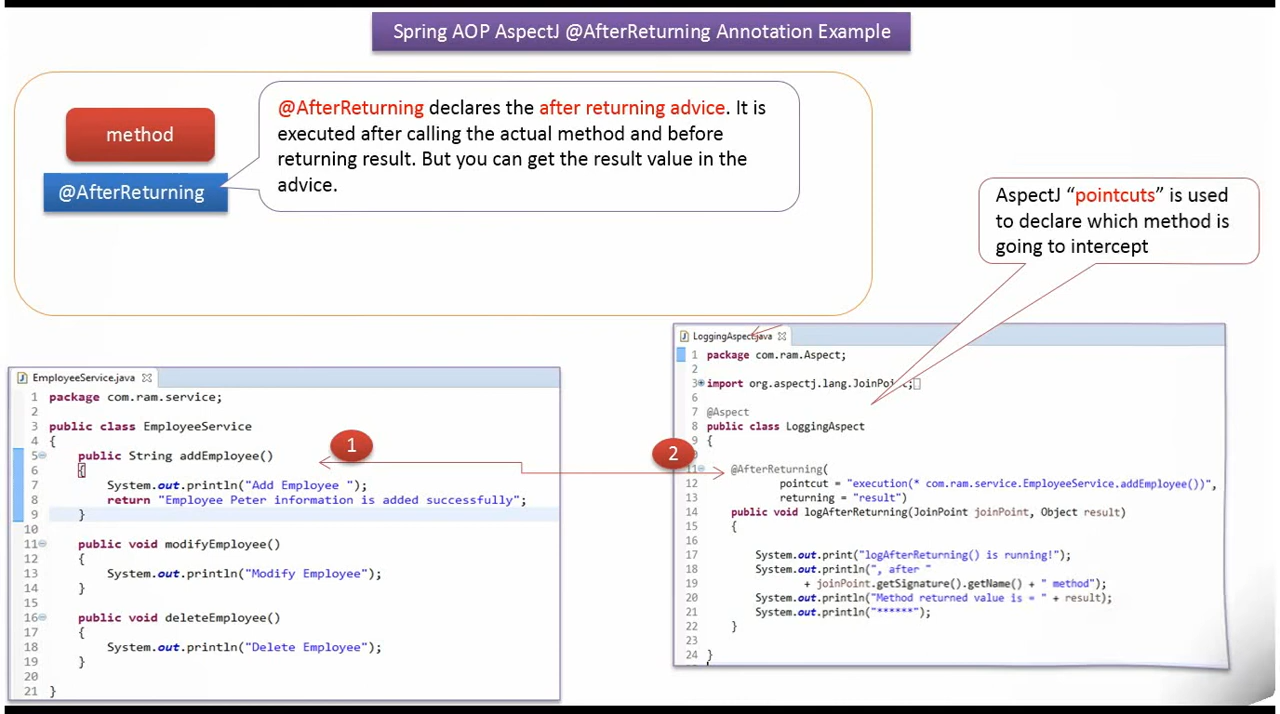 Spring AOP AspectJ @AfterReturning Annotation Example
method
@AfterReturning
@AfterReturning declares the after returning advice. It is
executed after calling the actual method and before
returning result. But you can get the result value in the
advice.
AspectJ “pointcuts” is used
to declare which method is
going to intercept
EmployeeService.java
1 package com.ram.service;
2
3 public class EmployeeService
4 {
5 public String addEmployee()
6 {
7 System.out.println("Add Employee ");
8 return "Employee Peter information is added successfully";
9 }
10
11 public void modifyEmployee()
12 {
13 System.out.println("Modify Employee");
14 }
15
16 public void deleteEmployee()
17 {
18 System.out.println("Delete Employee");
19 }
20
21 }
1
2
LoggingAspect.java
1 package com.ram.Aspect;
2
3 import org.aspectj.lang.JoinPoint;
6
7 @Aspect
8 public class LoggingAspect
9 {
11 @AfterReturning(
12 pointcut = "execution(* com.ram.service.EmployeeService.addEmployee())",
13 returning = "result")
14 public void logAfterReturning(JoinPoint joinPoint, Object result)
15 {
16
17 System.out.print("logAfterReturning() is running!");
18 System.out.println(", after "
19 + joinPoint.getSignature().getName() + " method");
20 System.out.println("Method returned value is = " + result);
21 System.out.println("******");
22 }
23
24 }